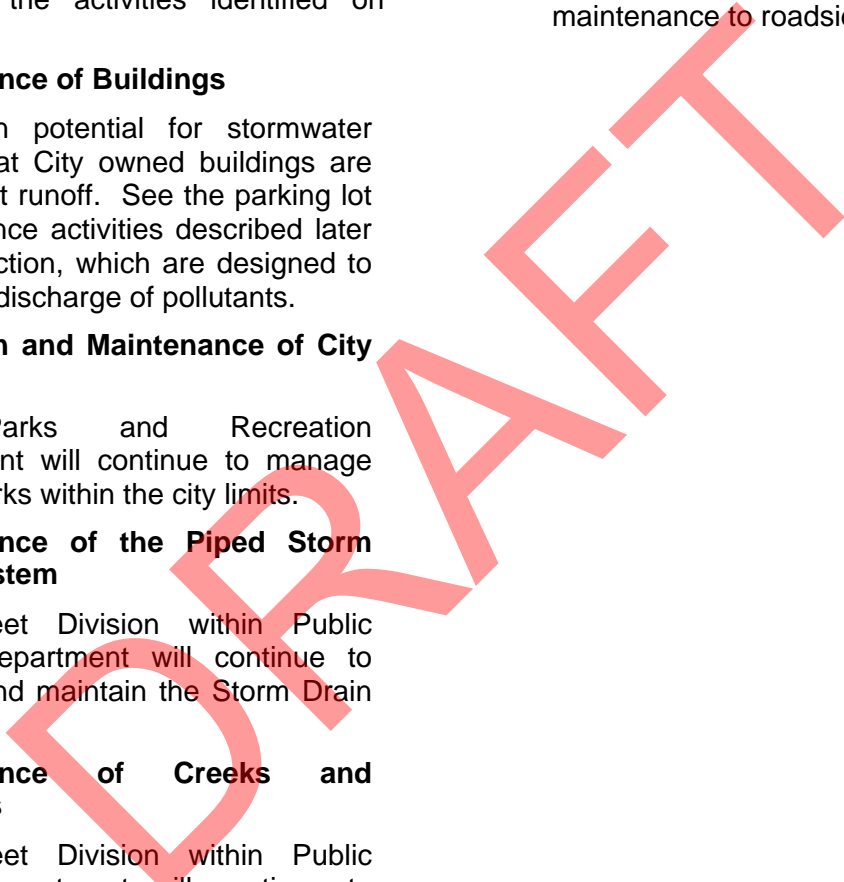 the activities identified on
nce of Buildings
potential for stormwater
at City owned buildings are
t runoff. See the parking lot
nce activities described later
ction, which are designed to
discharge of pollutants.
n and Maintenance of City
arks and Recreation
nt will continue to manage
rks within the city limits.
nce of the Piped Storm
stem
eet Division within Public
epartment will continue to
nd maintain the Storm Drain
nce of Creeks and
eet Division within Public
maintenance to roadsi
DRAFT